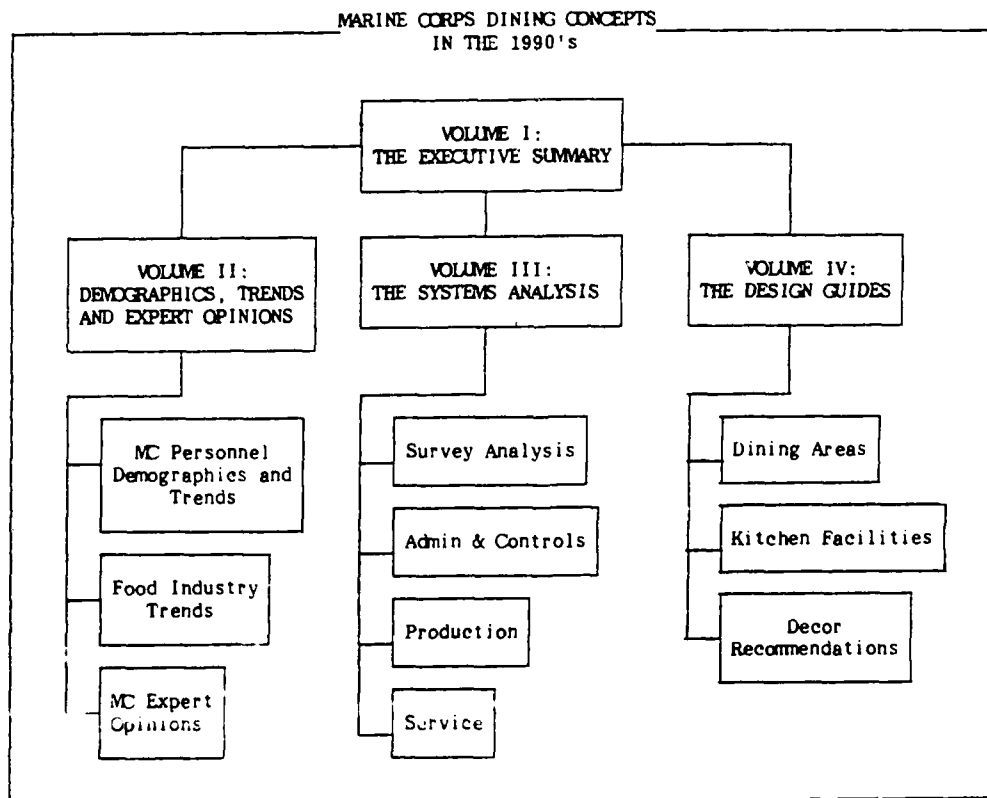 MARINE CORPS DINING CONCEPTS
IN THE 1990's
VOLUME I:
THE EXECUTIVE SUMMARY
VOLUME II:
DEMOGRAPHICS, TRENDS
AND EXPERT OPINIONS
VOLUME III:
THE SYSTEMS ANALYSIS
VOLUME IV:
THE DESIGN GUIDES
MC Personnel
Demographics and
Trends
Food Industry
Trends
MC Expert
Opinions
Survey Analysis
Admin & Controls
Production
Service
Dining Areas
Kitchen Facilities
Decor
Recommendations